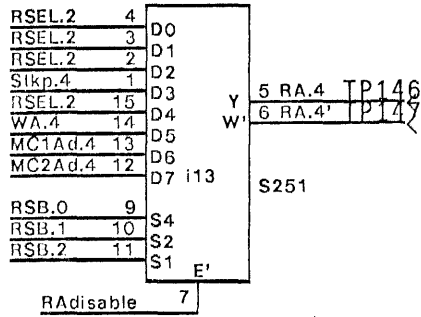 RSEL.2 4 D0
RSEL.2 3 D1
RSEL.2 2 D2
Stkp.4 1 D3
RSEL.2 15 D4
WA.4 14 D5
MC1Ad.4 13 D6
MC2Ad.4 12 D7 i13
Y 5 RA.4 TP146
W' 6 RA.4' TP147
S251
RSB.0 9 S4
RSB.1 10 S2
RSB.2 11 S1
E'
RAdisable 7